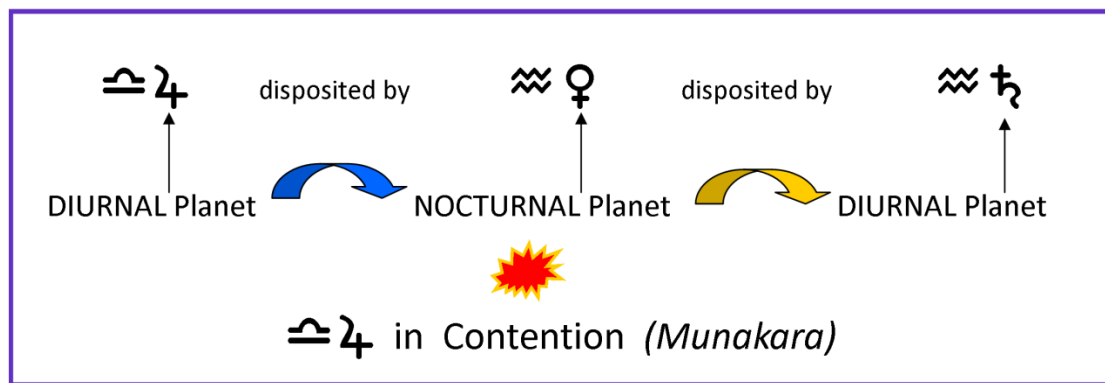 ♎♃ disposited by ♒♀ disposited by ♒♄
DIURNAL Planet NOCTURNAL Planet DIURNAL Planet
♎♃ in Contention (Munakara)